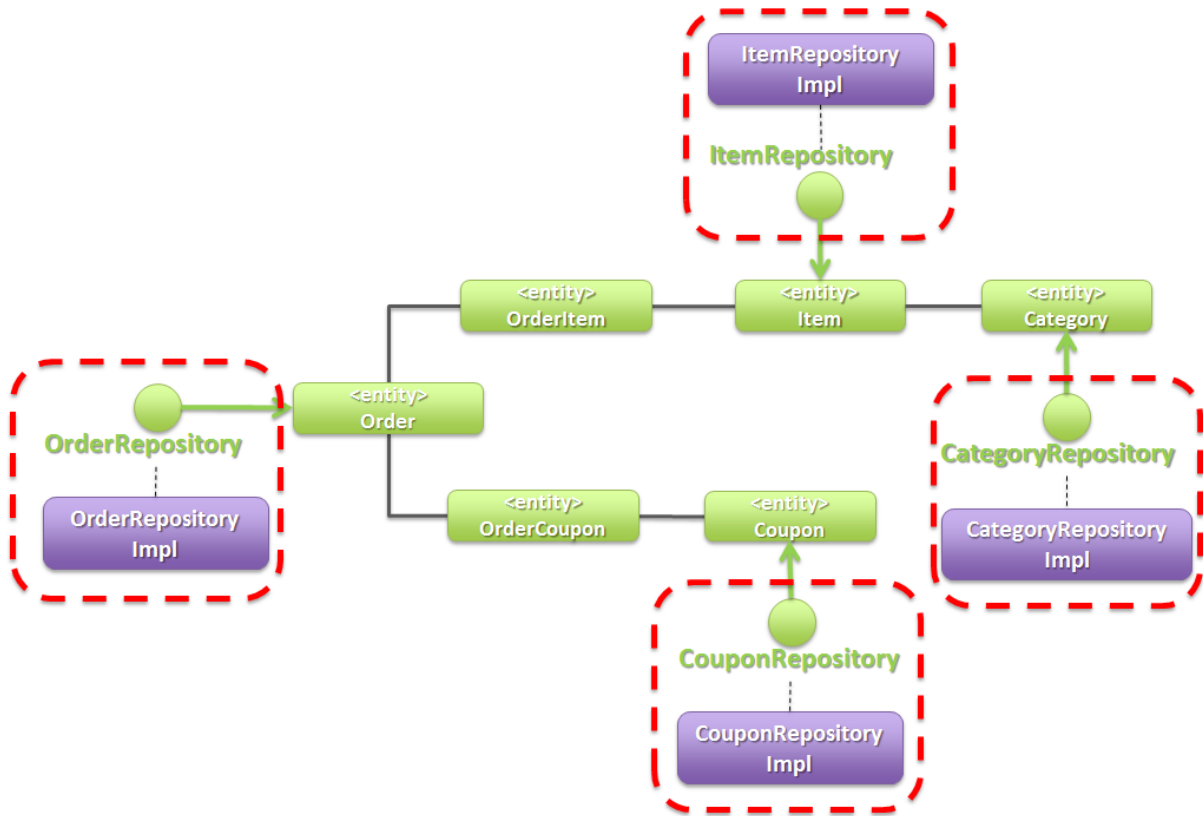 ItemRepository
Impl
ItemRepository
<entity>
OrderItem
<entity>
Item
<entity>
Category
<entity>
Order
OrderRepository
OrderRepository
Impl
CategoryRepository
CategoryRepository
Impl
<entity>
OrderCoupon
<entity>
Coupon
CouponRepository
CouponRepository
Impl